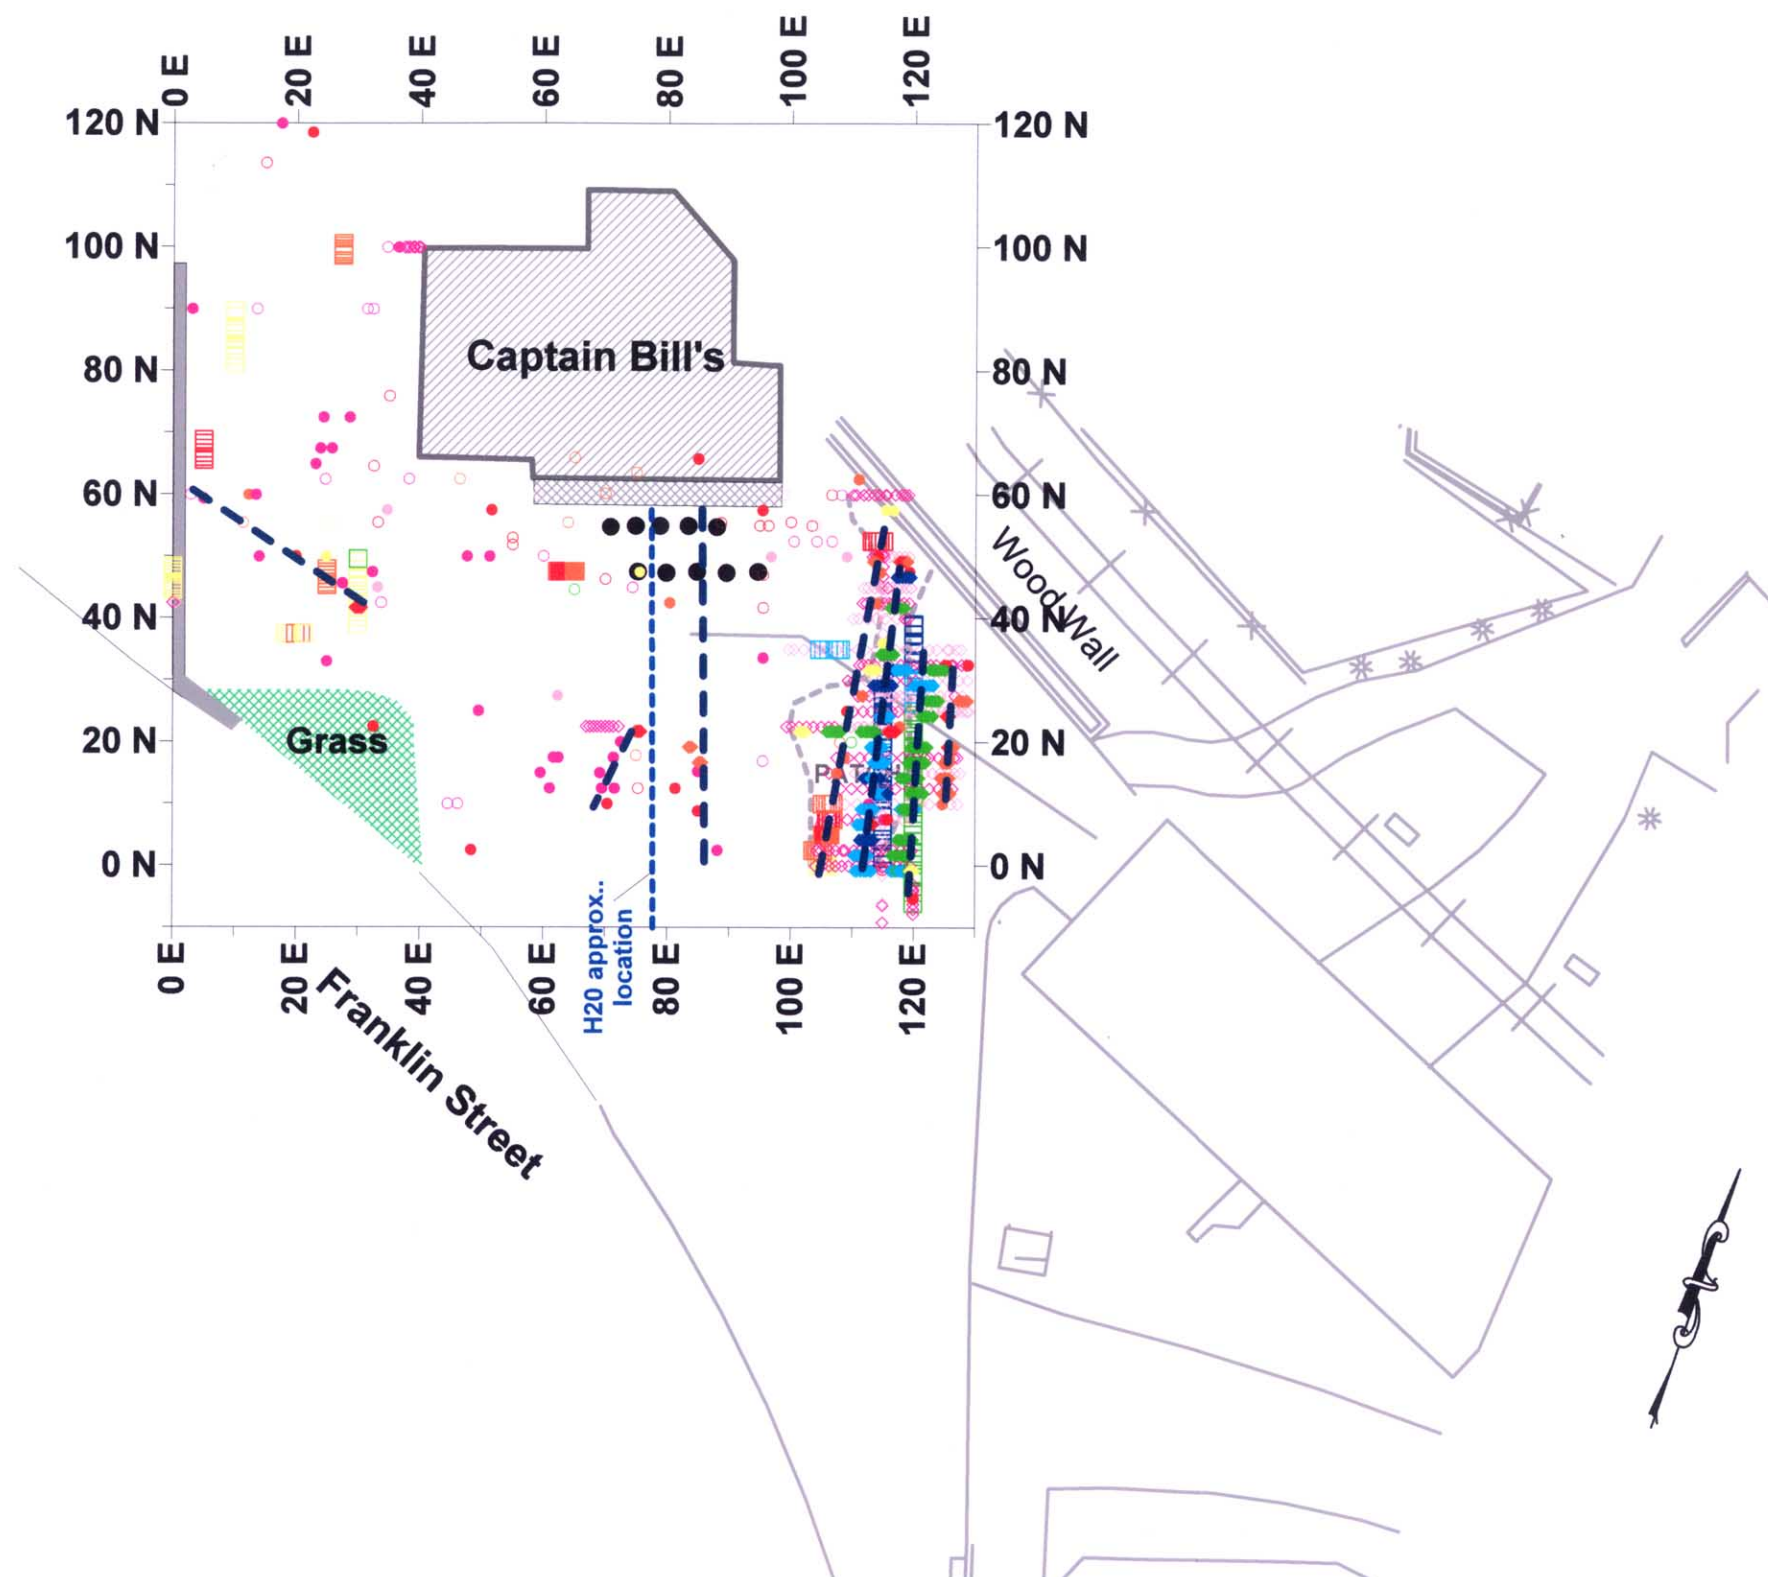 0 E
20 E
40 E
60 E
80 E
100 E
120 E
120 N
120 N
100 N
100 N
Captain Bill's
80 N
80 N
60 N
60 N
Wood Wall
40 N
40 N
Grass
20 N
20 N
0 N
0 N
H20 approx..
location
0 E
20 E
40 E
60 E
80 E
100 E
120 E
Franklin Street